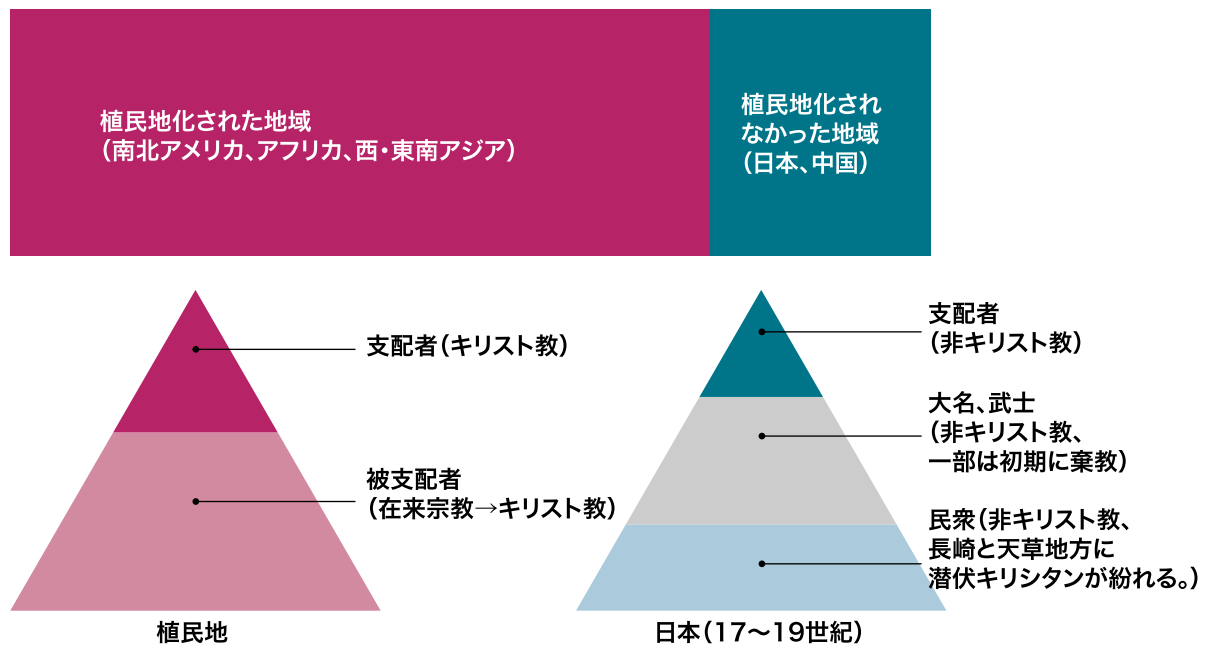 植民地化された地域
（南北アメリカ、アフリカ、西・東南アジア）
植民地化され
なかった地域
（日本、中国）
支配者（キリスト教）
被支配者
（在来宗教→キリスト教）
植民地
支配者
（非キリスト教）
大名、武士
（非キリスト教、
一部は初期に棄教）
民衆（非キリスト教、
長崎と天草地方に
潜伏キリシタンが紛れる。）
日本（17〜19世紀）